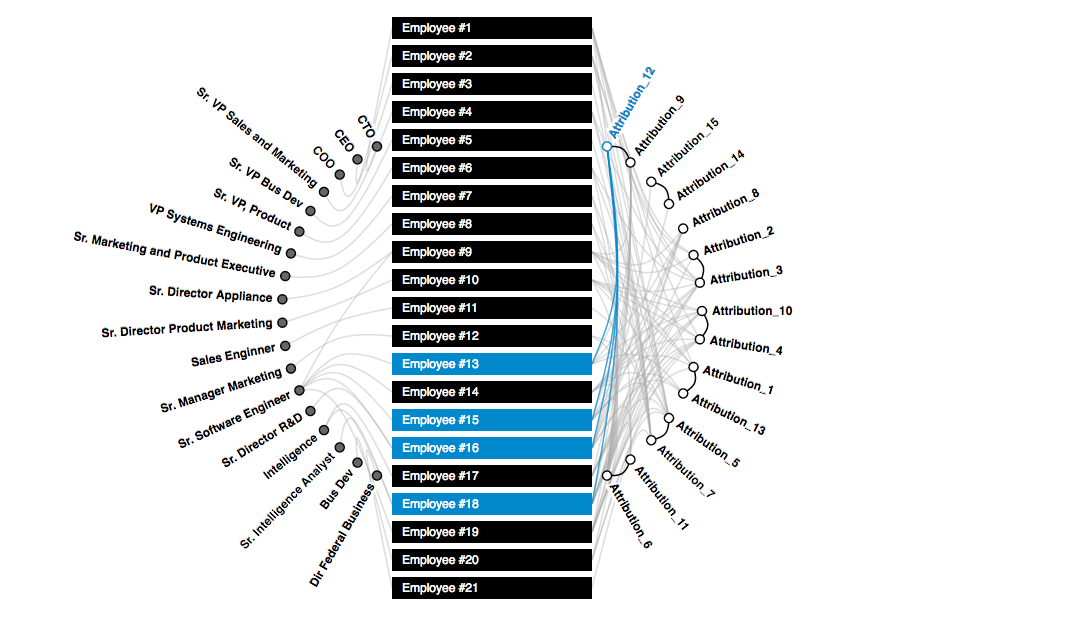 Employee #1
Employee #2
Employee #3
Employee #4
Employee #5
Employee #6
Employee #7
Employee #8
Employee #9
Employee #10
Employee #11
Employee #12
Employee #13
Employee #14
Employee #15
Employee #16
Employee #17
Employee #18
Employee #19
Employee #20
Employee #21
CTO
CEO
COO
Sr. VP Sales and Marketing
Sr. VP Bus Dev
Sr. VP, Product
VP Systems Engineering
Sr. Marketing and Product Executive
Sr. Director Appliance
Sr. Director Product Marketing
Sales Enginner
Sr. Manager Marketing
Sr. Software Engineer
Sr. Director R&D
Intelligence
Sr. Intelligence Analyst
Bus Dev
Dir Federal Business
Attribution_12
Attribution_9
Attribution_15
Attribution_14
Attribution_8
Attribution_2
Attribution_3
Attribution_10
Attribution_4
Attribution_1
Attribution_13
Attribution_5
Attribution_7
Attribution_11
Attribution_6